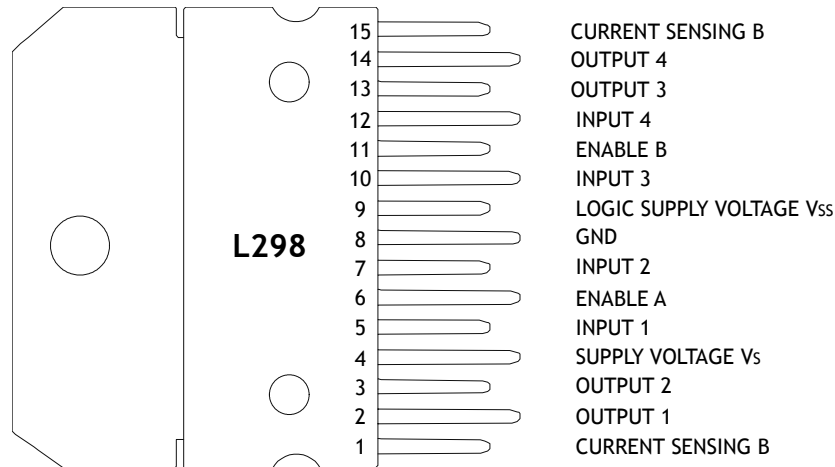 15 CURRENT SENSING B
14 OUTPUT 4
13 OUTPUT 3
12 INPUT 4
11 ENABLE B
10 INPUT 3
9 LOGIC SUPPLY VOLTAGE VSS
L298
8 GND
7 INPUT 2
6 ENABLE A
5 INPUT 1
4 SUPPLY VOLTAGE VS
3 OUTPUT 2
2 OUTPUT 1
1 CURRENT SENSING B